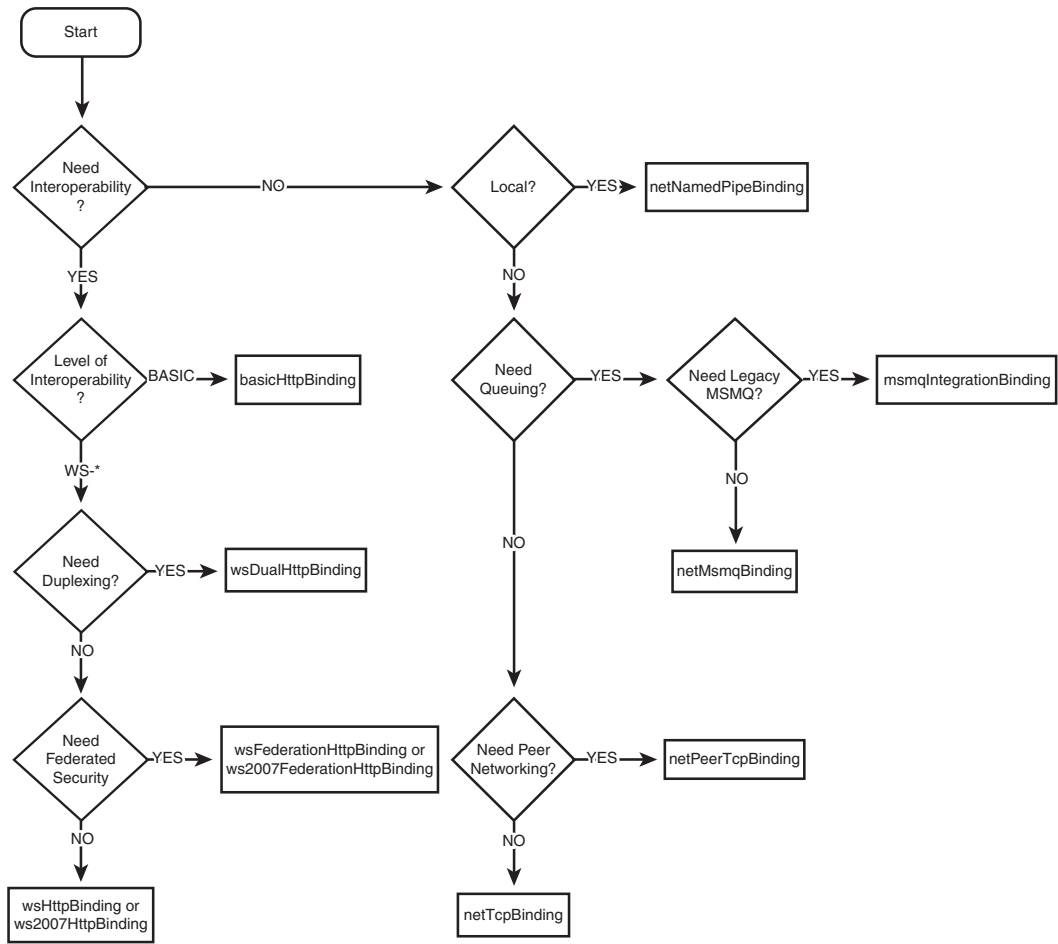 Start
Need
Interoperability
?
NO
Local?
YES
netNamedPipeBinding
YES
NO
Level of
Interoperability
?
BASIC
basicHttpBinding
Need
Queuing?
YES
Need Legacy
MSMQ?
YES
msmqIntegrationBinding
WS-*
NO
NO
Need
Duplexing?
YES
wsDualHttpBinding
netMsmqBinding
NO
Need
Federated
Security
YES
wsFederationHttpBinding or
ws2007FederationHttpBinding
Need Peer
Networking?
YES
netPeerTcpBinding
NO
NO
wsHttpBinding or
ws2007HttpBinding
netTcpBinding